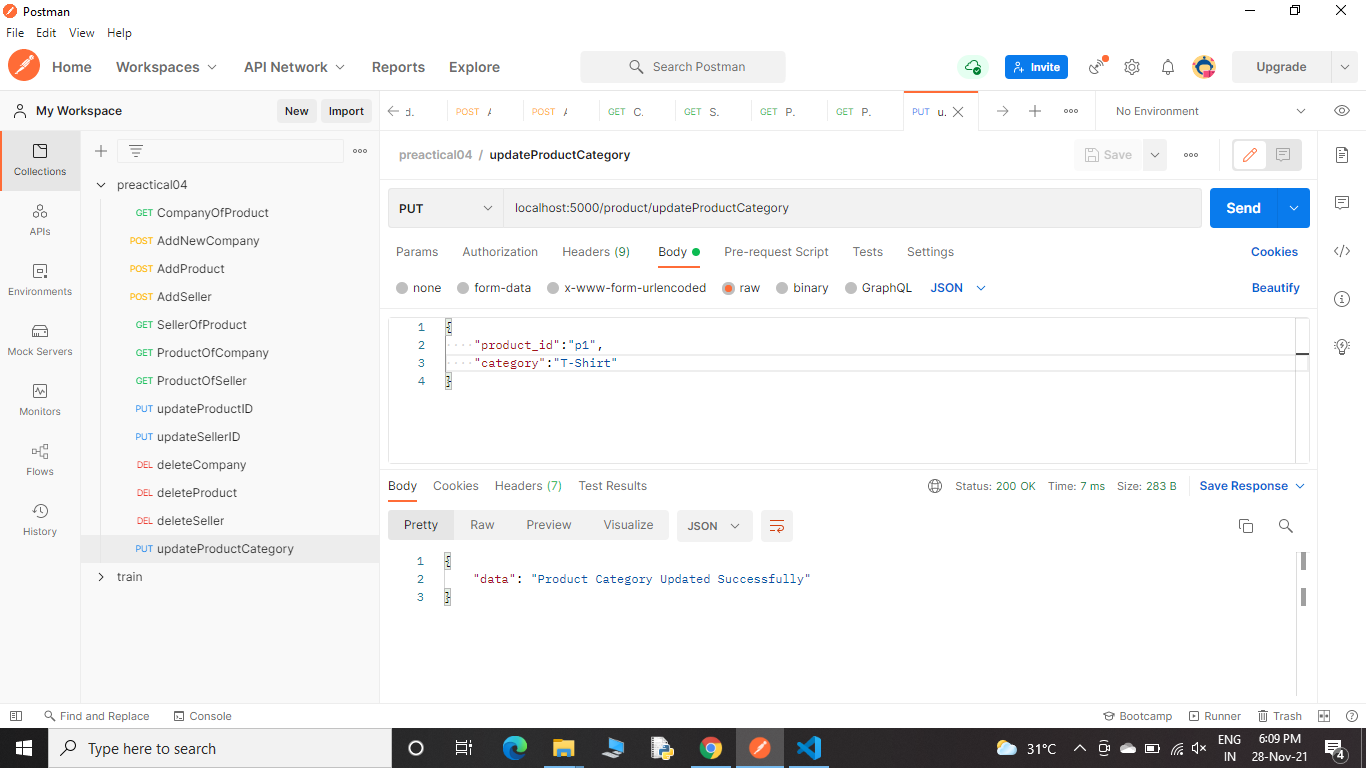 Postman
File Edit View Help
Home Workspaces API Network Reports Explore Search Postman Invite Upgrade
My Workspace New Import d. POST POST GET C. GET S. GET P. GET P. PUT u. No Environment
preactical04 / updateProductCategory Save
Collections
APIs
Environments
Mock Servers
Monitors
Flows
History
preactical04
GET CompanyOfProduct
POST AddNewCompany
POST AddProduct
POST AddSeller
GET SellerOfProduct
GET ProductOfCompany
GET ProductOfSeller
PUT updateProductID
PUT updateSellerID
DEL deleteCompany
DEL deleteProduct
DEL deleteSeller
PUT updateProductCategory
train
PUT localhost:5000/product/updateProductCategory Send
Params Authorization Headers (9) Body Pre-request Script Tests Settings Cookies
none form-data x-www-form-urlencoded raw binary GraphQL JSON Beautify
1 {
2 "product_id":"p1",
3 "category":"T-Shirt"
4 }
Body Cookies Headers (7) Test Results Status: 200 OK Time: 7 ms Size: 283 B Save Response
Pretty Raw Preview Visualize JSON
1 {
2 "data": "Product Category Updated Successfully"
3 }
Find and Replace Console Bootcamp Runner Trash
Type here to search 31°C ENG IN 6:09 PM 28-Nov-21 4